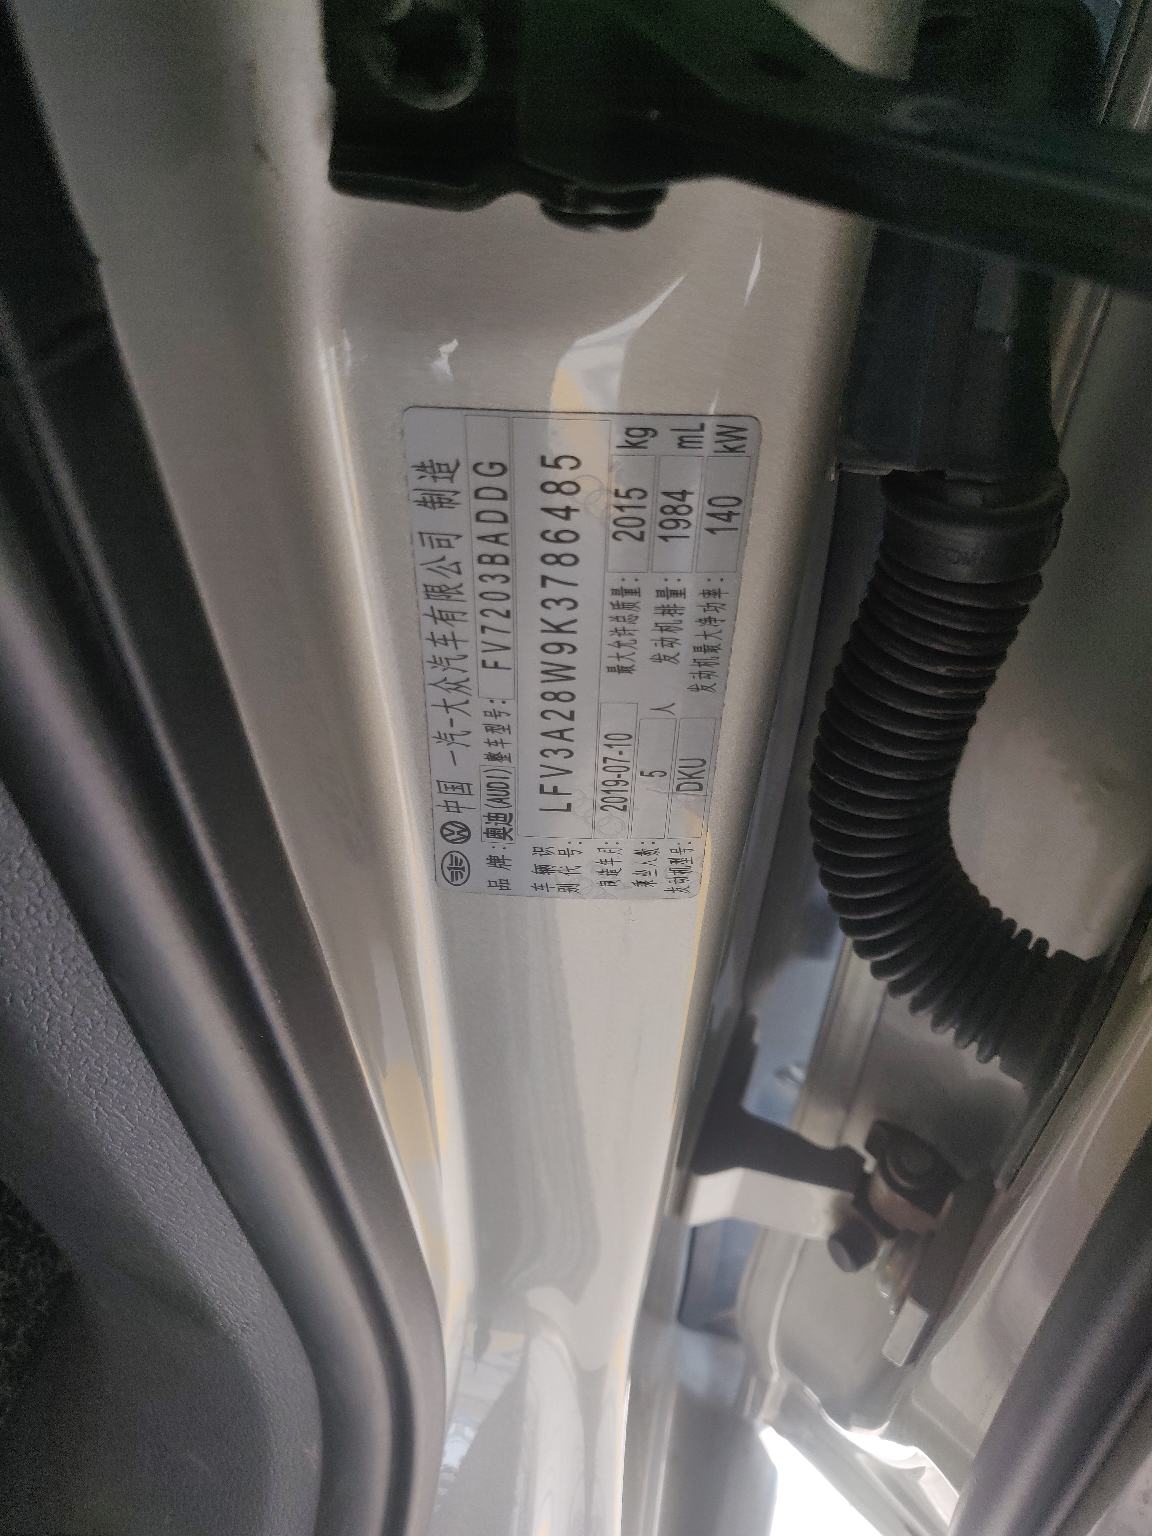 中国 一汽-大众汽车有限公司 制造
品牌:奥迪(AUDI) 整车型号: FV7203BADDG
车辆识别代号: LFV3A28W9K3786485
制造年月: 2019-07-10 最大允许总质量: 2015 kg
乘坐人数: 5 人 发动机排量: 1984 mL
发动机型号: DKU 发动机最大净功率: 140 kW